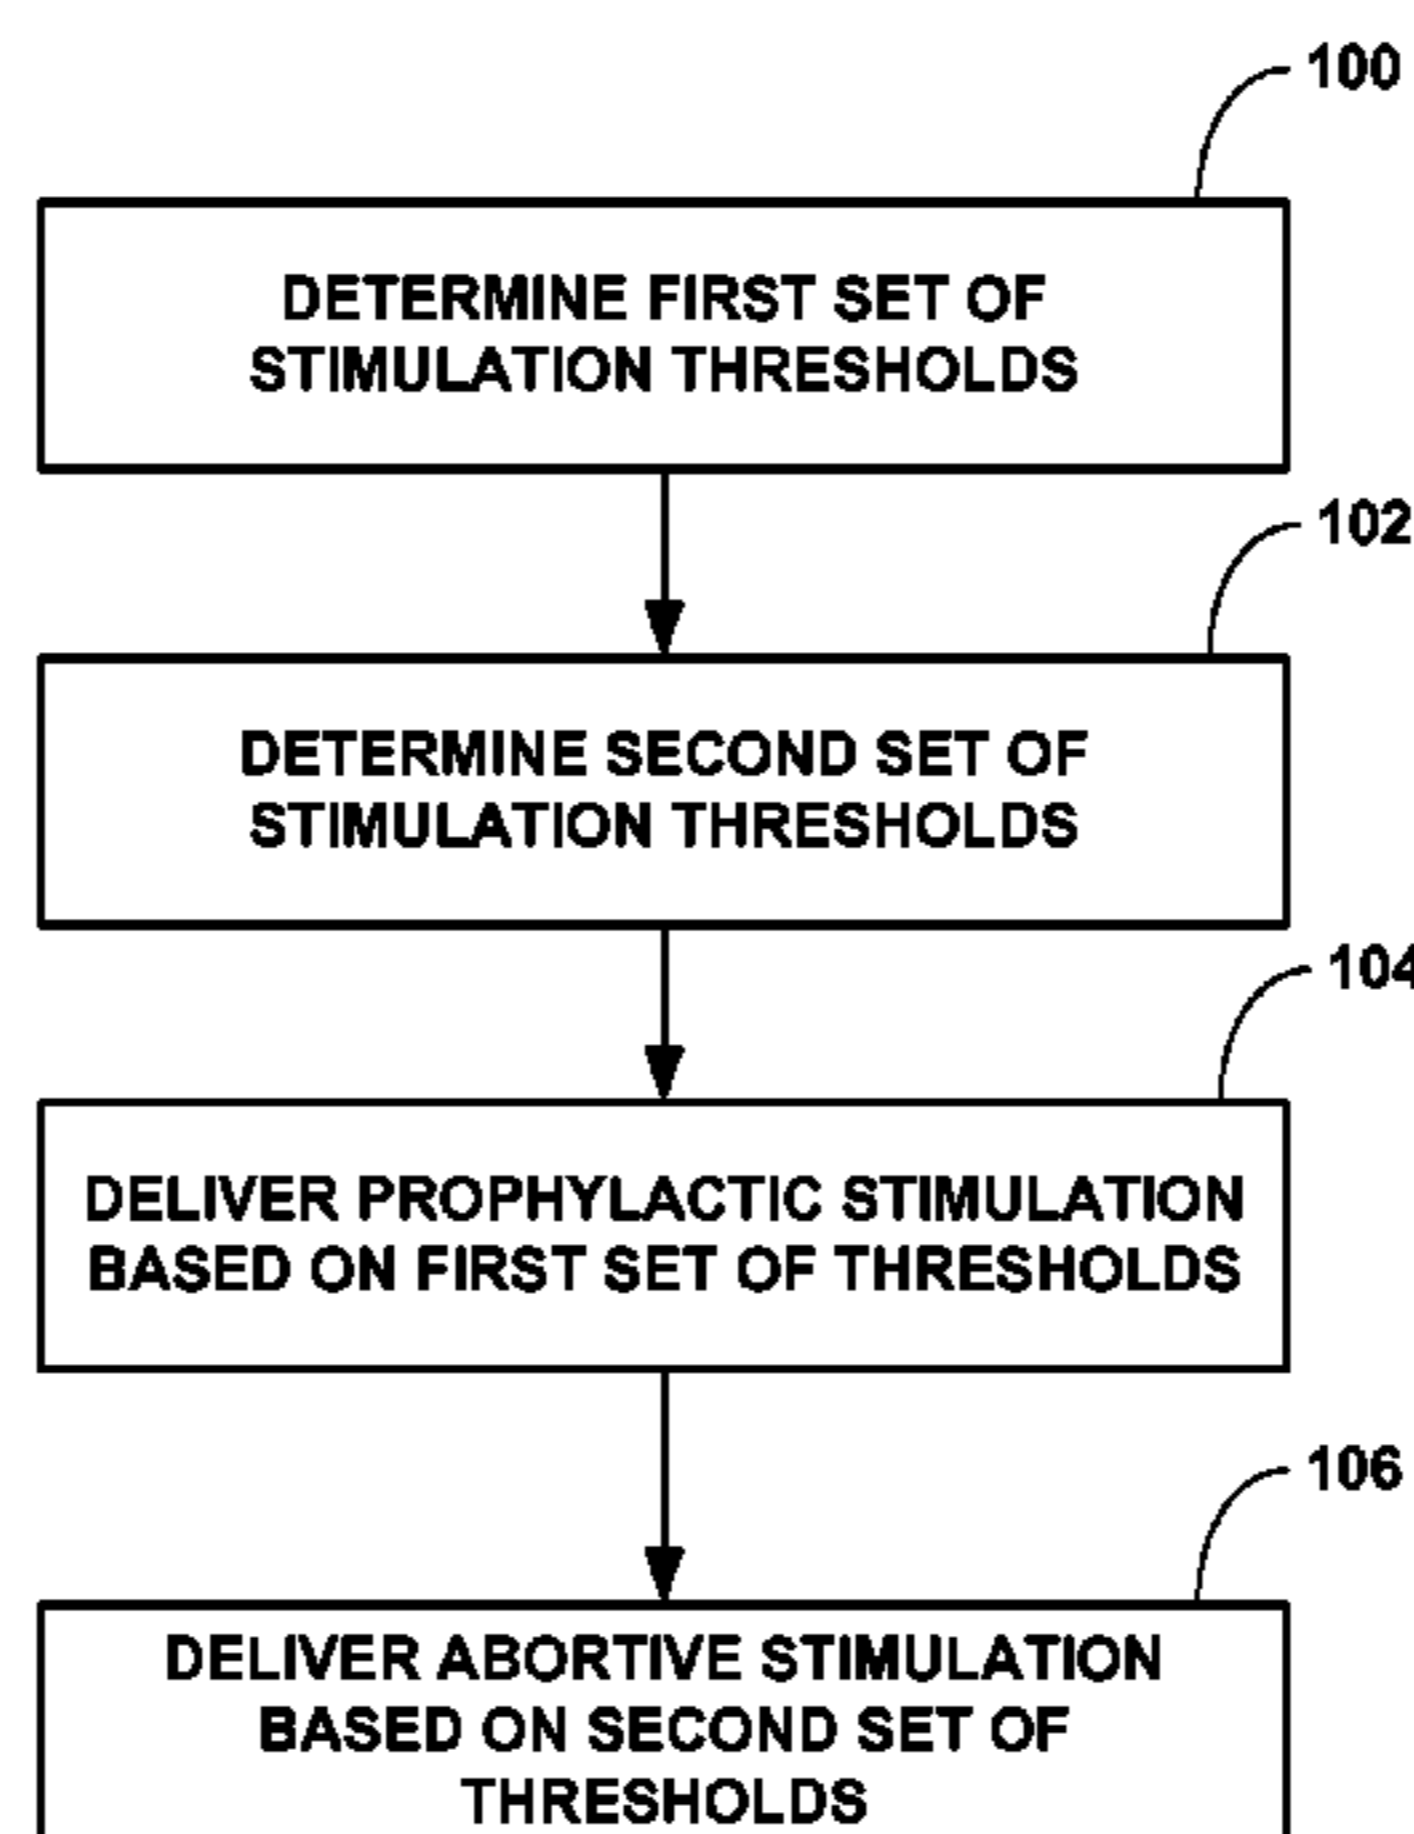 100
DETERMINE FIRST SET OF
STIMULATION THRESHOLDS
102
DETERMINE SECOND SET OF
STIMULATION THRESHOLDS
104
DELIVER PROPHYLACTIC STIMULATION
BASED ON FIRST SET OF THRESHOLDS
106
DELIVER ABORTIVE STIMULATION
BASED ON SECOND SET OF
THRESHOLDS